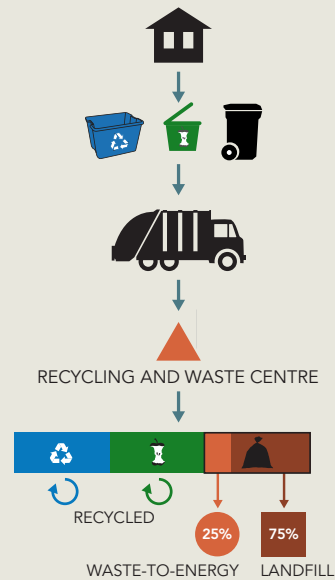 RECYCLING AND WASTE CENTRE
RECYCLED
25%
75%
WASTE-TO-ENERGY
LANDFILL